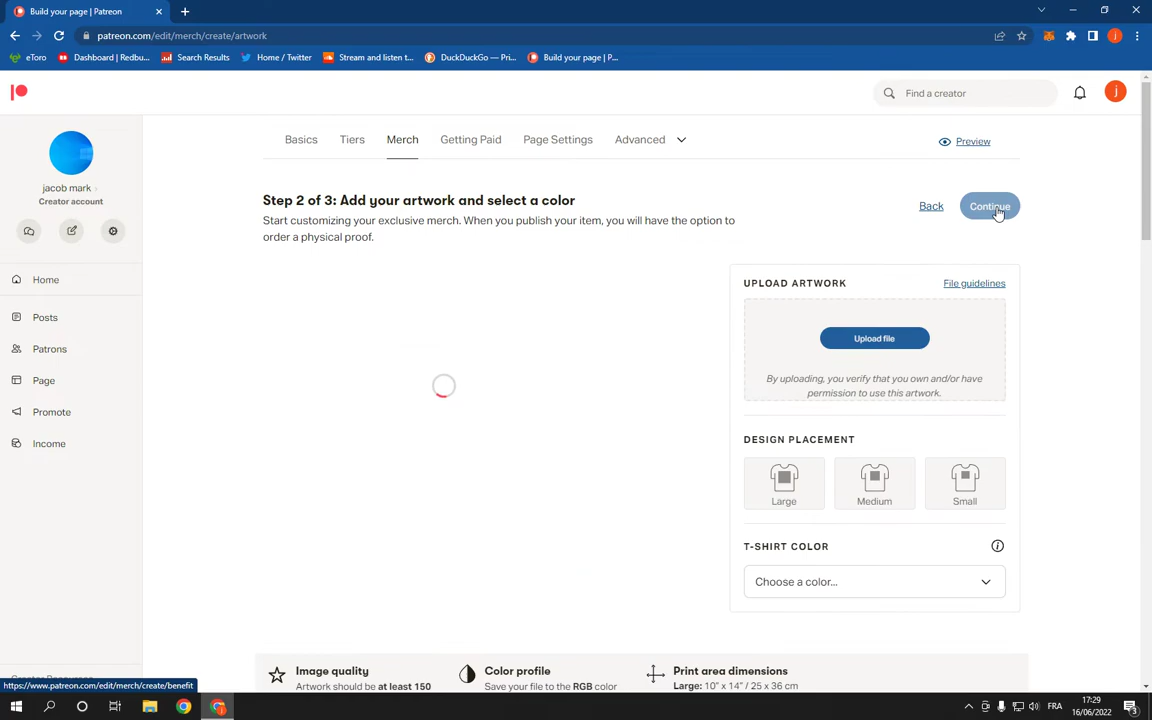 Build your page | Patreon
patreon.com/edit/merch/create/artwork
eToro
Dashboard | Redbu...
Search Results
Home / Twitter
Stream and listen t...
DuckDuckGo — Pri...
Build your page | P...
Find a creator
j
jacob mark
Creator account
Home
Posts
Patrons
Page
Promote
Income
Basics Tiers Merch Getting Paid Page Settings Advanced
Preview
Step 2 of 3: Add your artwork and select a color
Start customizing your exclusive merch. When you publish your item, you will have the option to
order a physical proof.
Back
Continue
UPLOAD ARTWORK
File guidelines
Upload file
By uploading, you verify that you own and/or have
permission to use this artwork.
DESIGN PLACEMENT
Large
Medium
Small
T-SHIRT COLOR
Choose a color...
Image quality
Artwork should be at least 150
Color profile
Save your file to the RGB color
Print area dimensions
Large: 10" x 14" / 25 x 36 cm
https://www.patreon.com/edit/merch/create/benefit
FRA
17:29
16/06/2022
3